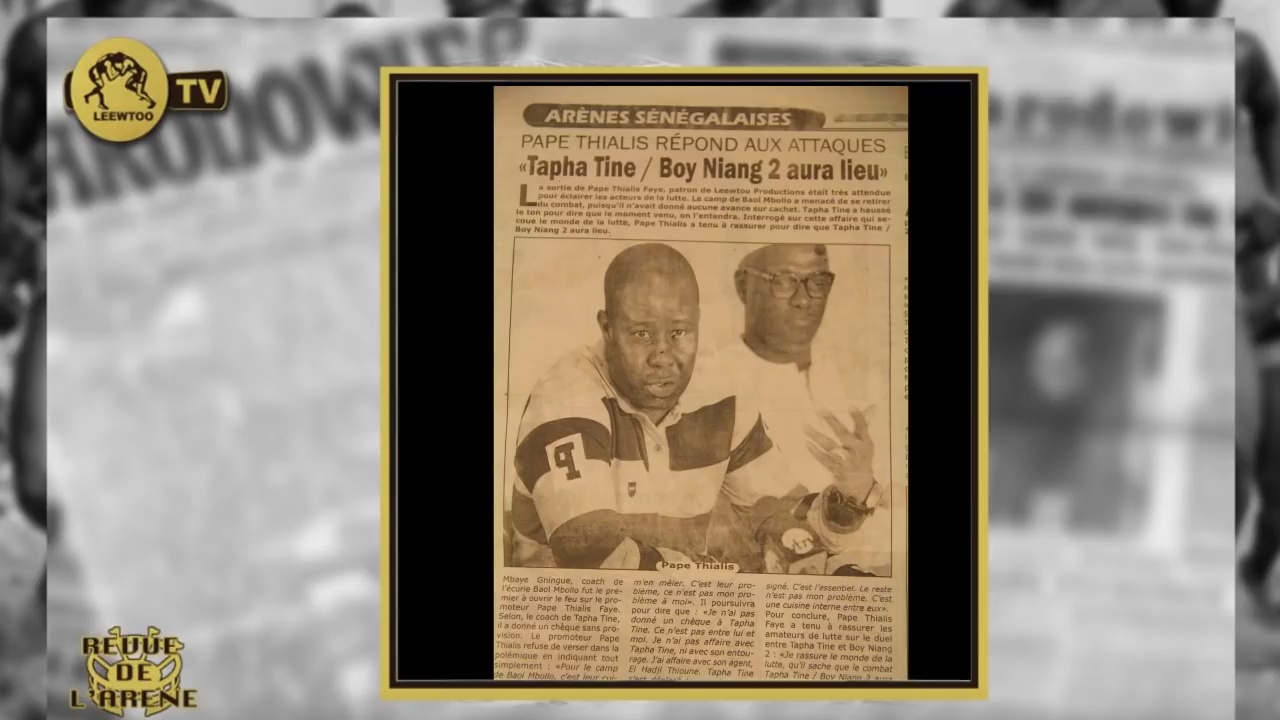 LEEWTOO
TV
ARÈNES SÉNÉGALAISES
PAPE THIALIS RÉPOND AUX ATTAQUES
«Tapha Tine / Boy Niang 2 aura lieu»
La sortie de Pape Thialis Faye, patron de Leewtoo Productions était très attendue
pour éclairer les acteurs de la lutte. Le camp de Baol Mbollo a menacé de se retirer
du combat, puisqu'il n'avait donné aucune avance sur cachet. Tapha Tine a haussé
le ton pour dire que le moment venu, on l'entendra. Interrogé sur cette affaire qui se-
coue le monde de la lutte, Pape Thialis a tenu à rassurer pour dire que Tapha Tine /
Boy Niang 2 aura lieu.
Pape Thialis
Mbaye Gningue, coach de
l'écurie Baol Mbollo fut le pre-
mier à ouvrir le feu sur le pro-
moteur Pape Thialis Faye.
Selon, le coach de Tapha Tine,
il a donné un chèque sans pro-
vision. Le promoteur Pape
Thialis refuse de verser dans la
polémique en indiquant tout
simplement : «Pour le camp
de Baol Mbollo, c'est leur cui-
m'en mêler. C'est leur pro-
blème, ce n'est pas mon pro-
blème à moi». Il poursuivra
pour dire que : «Je n'ai pas
donné un chèque à Tapha
Tine. Ce n'est pas entre lui et
moi. Je n'ai pas affaire avec
Tapha Tine, ni avec son entou-
rage. J'ai affaire avec son agent,
El Hadji Thioune. Tapha Tine
signé. C'est l'essentiel. Le reste
n'est pas mon problème. C'est
une cuisine interne entre eux».
Pour conclure, Pape Thialis
Faye a tenu à rassurer les
amateurs de lutte sur le duel
entre Tapha Tine et Boy Niang
2 : «Je rassure le monde de la
lutte, qu'il sache que le combat
Tapha Tine / Boy Niang 2 aura
REVUE
DE
L'ARENE